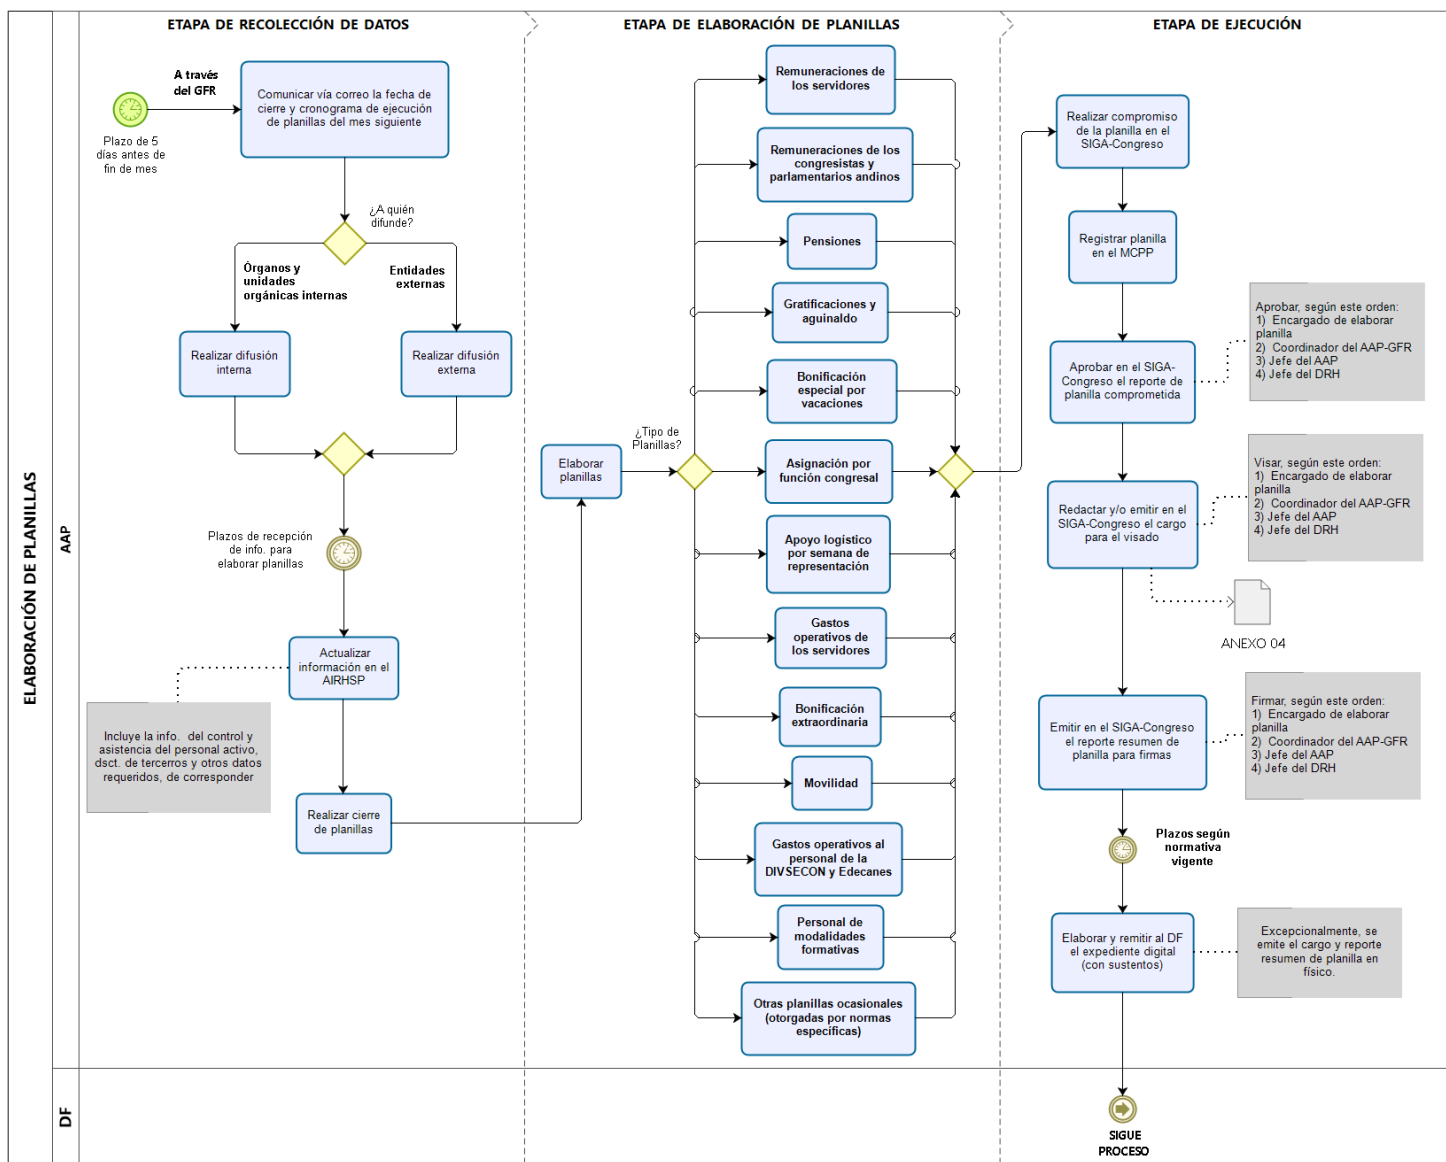 ETAPA DE RECOLECCIÓN DE DATOS
ETAPA DE ELABORACIÓN DE PLANILLAS
ETAPA DE EJECUCIÓN
ELABORACIÓN DE PLANILLAS
AAP
DF
A través
del GFR
Plazo de 5
días antes de
fin de mes
Comunicar vía correo la fecha de
cierre y cronograma de ejecución
de planillas del mes siguiente
¿A quién
difunde?
Órganos y
unidades
orgánicas internas
Entidades
externas
Realizar difusión
interna
Realizar difusión
externa
Plazos de recepción
de info. para
elaborar planillas
Actualizar
información en el
AIRHSP
Incluye la info. del control y
asistencia del personal activo,
dsct. de tercerros y otros datos
requeridos, de corresponder
Realizar cierre
de planillas
Elaborar
planillas
¿Tipo de
Planillas?
Remuneraciones de
los servidores
Remuneraciones de los
congresistas y
parlamentarios andinos
Pensiones
Gratificaciones y
aguinaldo
Bonificación
especial por
vacaciones
Asignación por
función congresal
Apoyo logístico
por semana de
representación
Gastos
operativos de
los servidores
Bonificación
extraordinaria
Movilidad
Gastos operativos al
personal de la
DIVSECON y Edecanes
Personal de
modalidades
formativas
Otras planillas ocasionales
(otorgadas por normas
específicas)
Realizar compromiso
de la planilla en el
SIGA-Congreso
Registrar planilla
en el MCPP
Aprobar en el SIGA-
Congreso el reporte de
planilla comprometida
Aprobar, según este orden:
1) Encargado de elaborar
planilla
2) Coordinador del AAP-GFR
3) Jefe del AAP
4) Jefe del DRH
Redactar y/o emitir en el
SIGA-Congreso el cargo
para el visado
Visar, según este orden:
1) Encargado de elaborar
planilla
2) Coordinador del AAP-GFR
3) Jefe del AAP
4) Jefe del DRH
ANEXO 04
Emitir en el SIGA-Congreso
el reporte resumen de
planilla para firmas
Firmar, según este orden:
1) Encargado de elaborar
planilla
2) Coordinador del AAP-GFR
3) Jefe del AAP
4) Jefe del DRH
Plazos según
normativa
vigente
Elaborar y remitir al DF
el expediente digital
(con sustentos)
Excepcionalmente, se
emite el cargo y reporte
resumen de planilla en
físico.
SIGUE
PROCESO